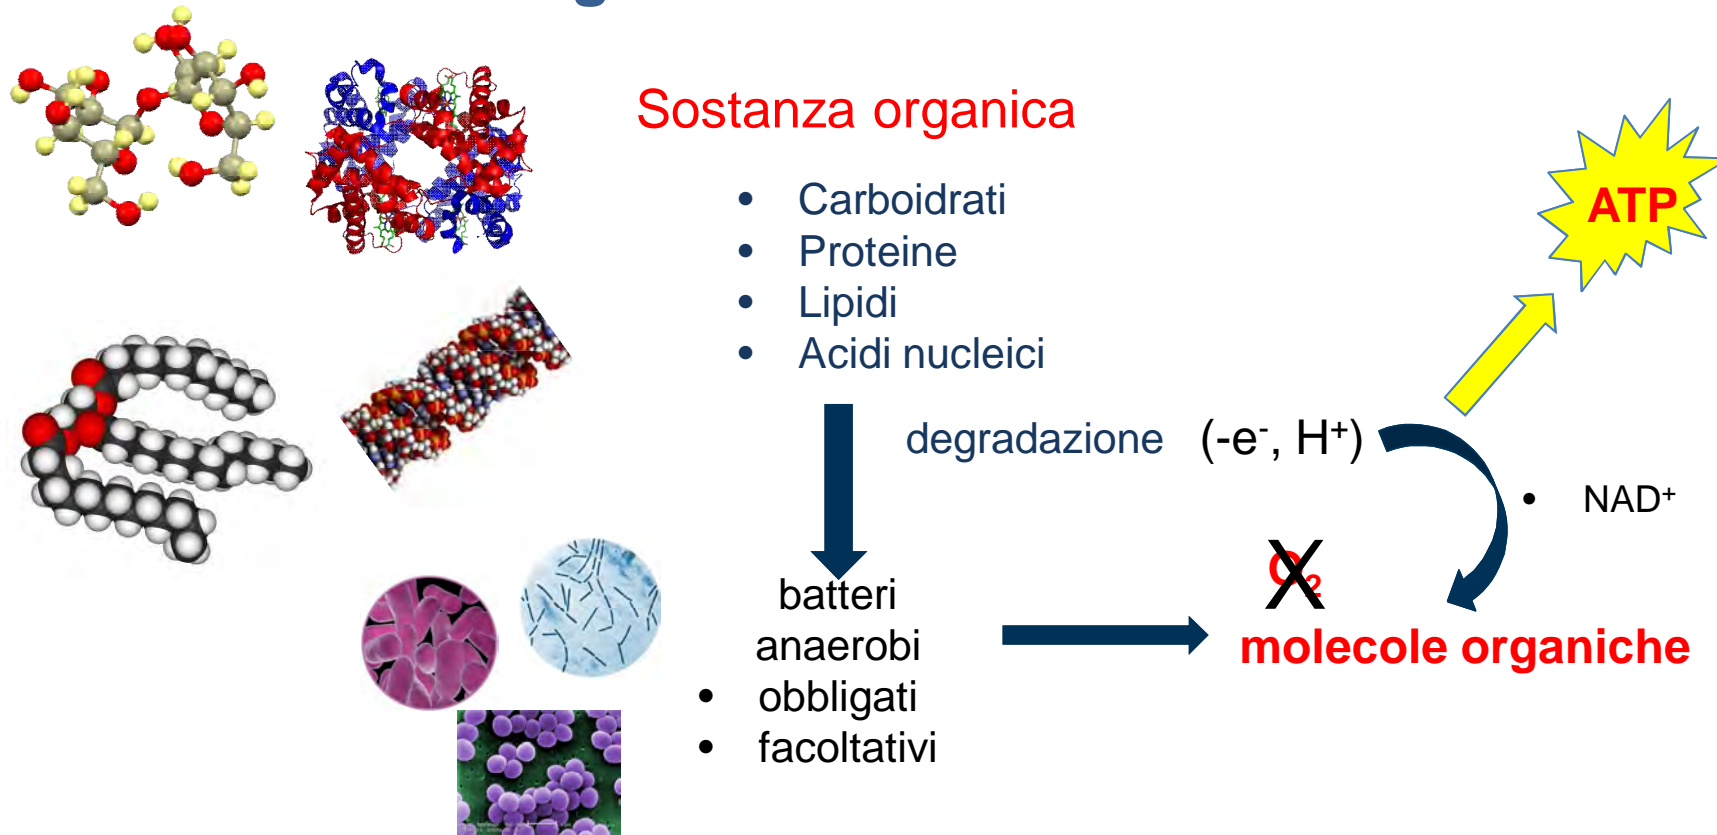 Sostanza organica
• Carboidrati
• Proteine
• Lipidi
• Acidi nucleici
ATP
degradazione (-e⁻, H⁺)
• NAD⁺
O₂
batteri
anaerobi
• obbligati
• facoltativi
molecole organiche